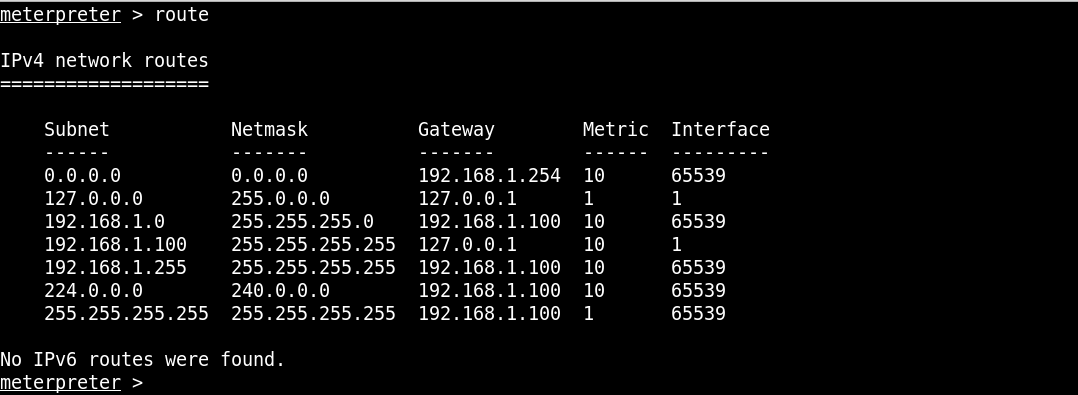 meterpreter > route
IPv4 network routes
===================
Subnet Netmask Gateway Metric Interface
------ ------- ------- ------ ---------
0.0.0.0 0.0.0.0 192.168.1.254 10 65539
127.0.0.0 255.0.0.0 127.0.0.1 1 1
192.168.1.0 255.255.255.0 192.168.1.100 10 65539
192.168.1.100 255.255.255.255 127.0.0.1 10 1
192.168.1.255 255.255.255.255 192.168.1.100 10 65539
224.0.0.0 240.0.0.0 192.168.1.100 10 65539
255.255.255.255 255.255.255.255 192.168.1.100 1 65539
No IPv6 routes were found.
meterpreter >